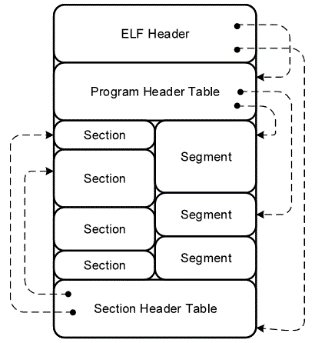 ELF Header
Program Header Table
Section
Segment
Section
Segment
Section
Segment
Section
Section Header Table